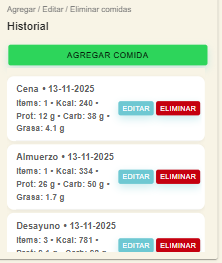 Agregar / Editar / Eliminar comidas
Historial
AGREGAR COMIDA
Cena • 13-11-2025
Items: 1 • Kcal: 240 •
Prot: 12 g • Carb: 38 g •
Grasa: 4.1 g
EDITAR
ELIMINAR
Almuerzo • 13-11-2025
Items: 1 • Kcal: 334 •
Prot: 26 g • Carb: 50 g •
Grasa: 1.7 g
EDITAR
ELIMINAR
Desayuno • 13-11-2025
Items: 3 • Kcal: 781 •
EDITAR
ELIMINAR